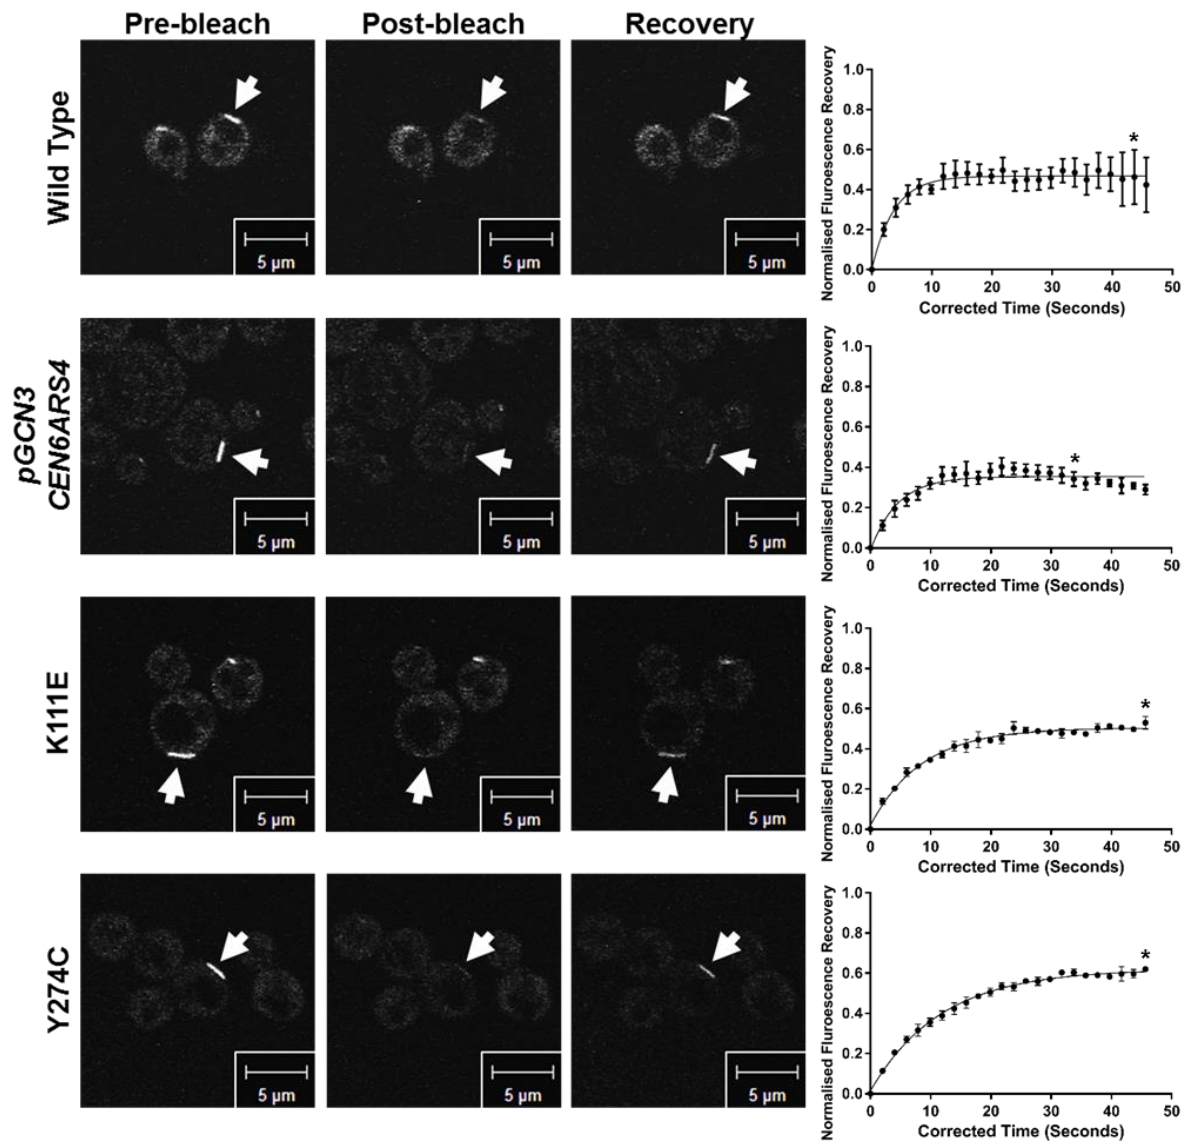 Pre-bleach Post-bleach Recovery
Wild Type
5 µm
5 µm
5 µm
Normalised Fluroescence Recovery
1.0
0.8
0.6
0.4
0.2
0.0
*
0 10 20 30 40 50
Corrected Time (Seconds)
pGCN3
CEN6ARS4
5 µm
5 µm
5 µm
Normalised Fluroescence Recovery
1.0
0.8
0.6
0.4
0.2
0.0
*
0 10 20 30 40 50
Corrected Time (Seconds)
K111E
5 µm
5 µm
5 µm
Normalised Fluroescence Recovery
1.0
0.8
0.6
0.4
0.2
0.0
*
0 10 20 30 40 50
Corrected Time (Seconds)
Y274C
5 µm
5 µm
5 µm
Normalised Fluroescence Recovery
1.0
0.8
0.6
0.4
0.2
0.0
*
0 10 20 30 40 50
Corrected Time (Seconds)